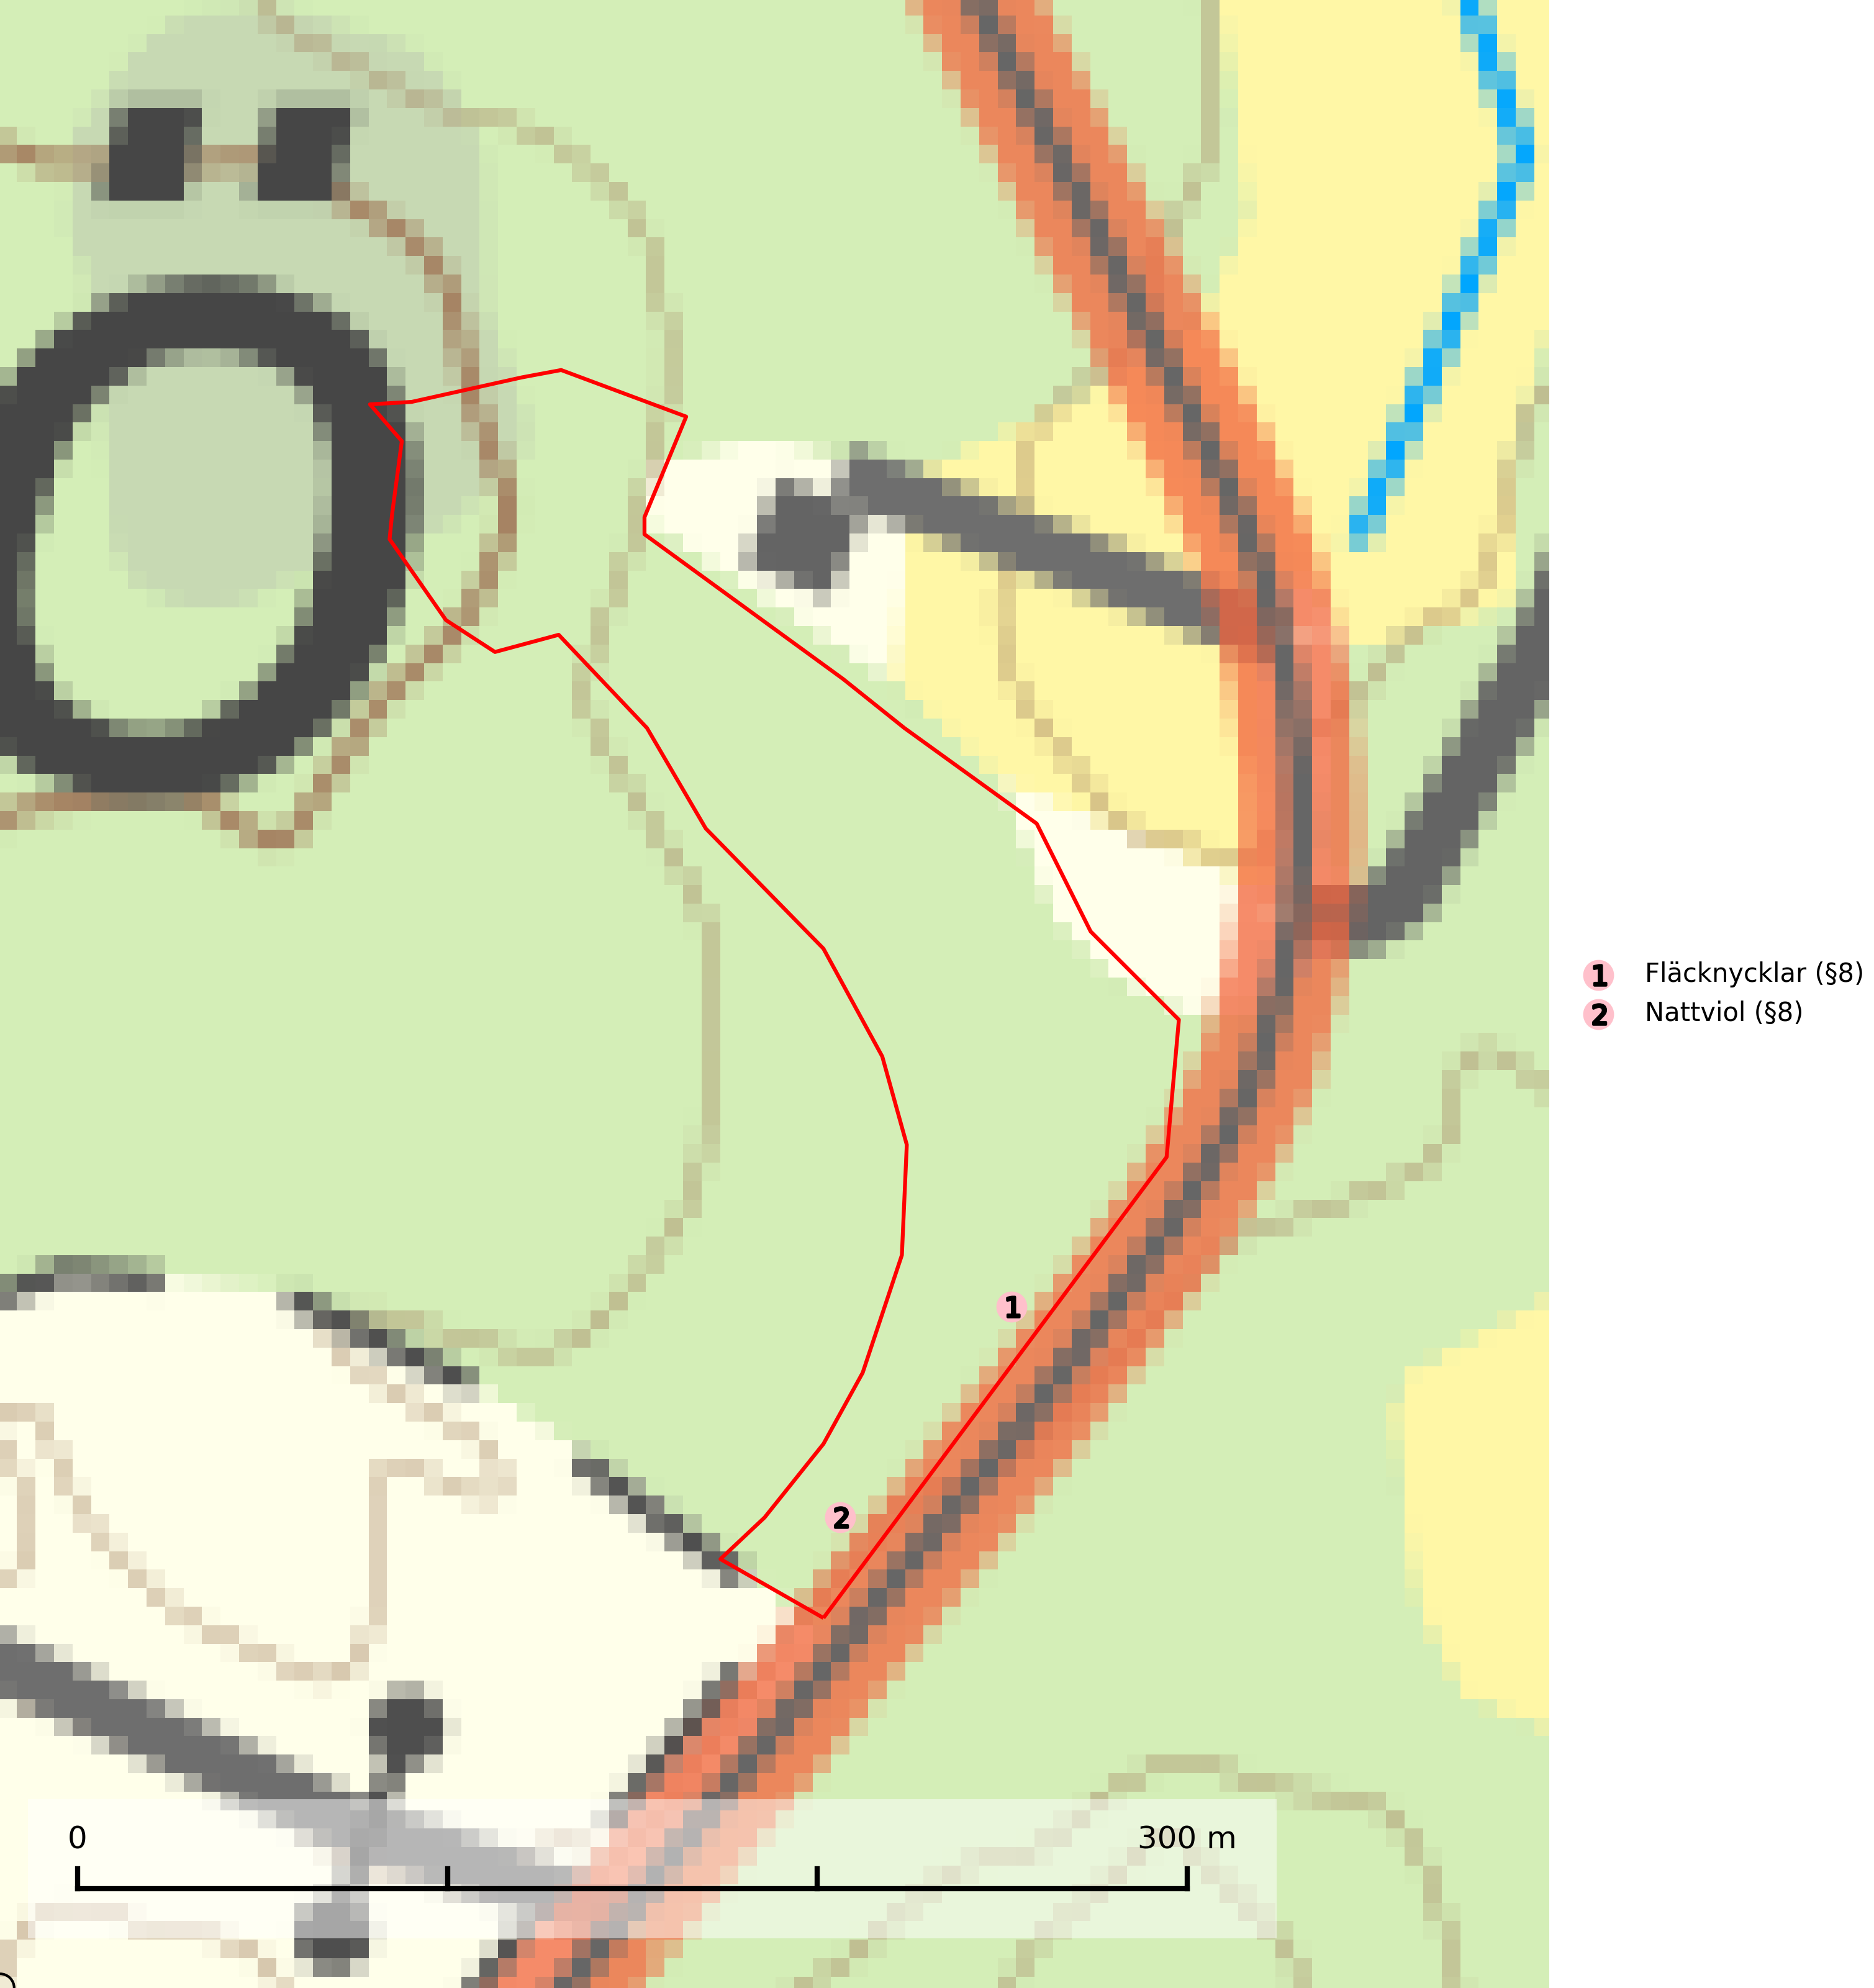 1 Fläcknycklar (§8)
2 Nattviol (§8)
1
2
0 300 m